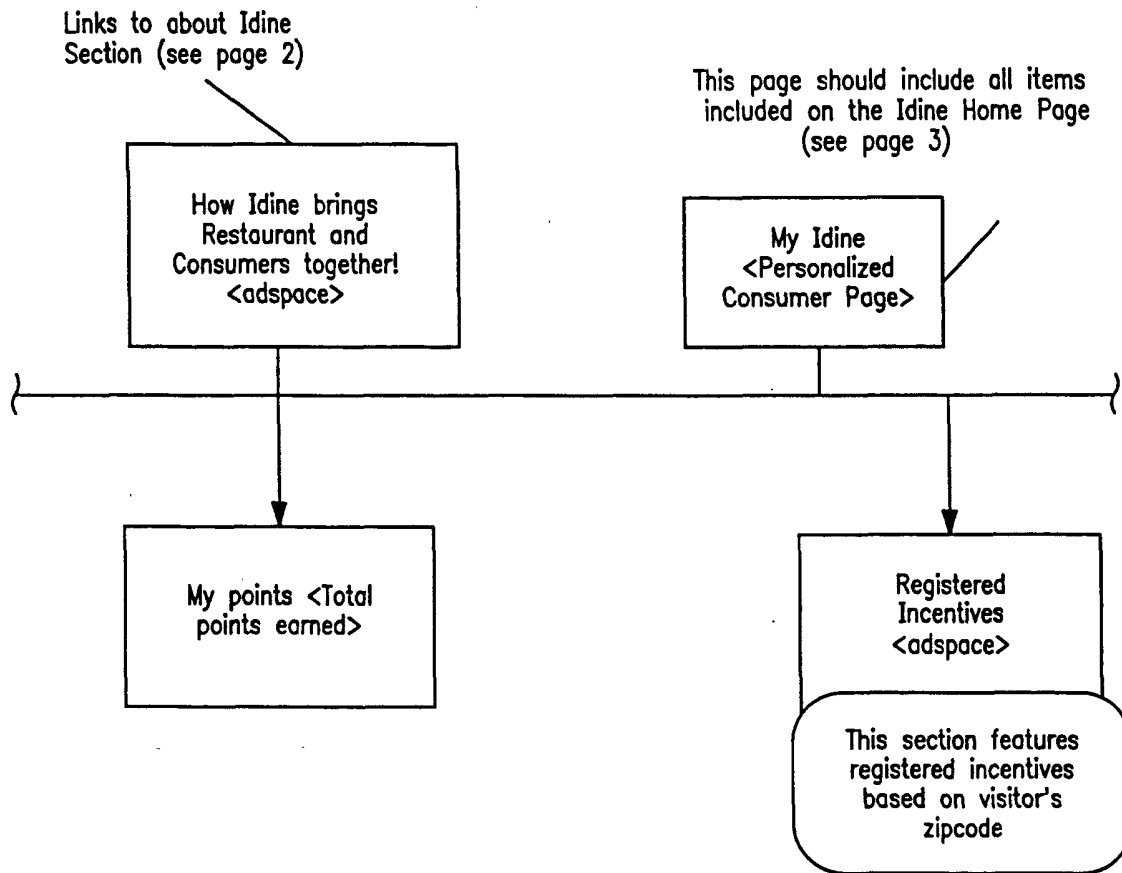 Links to about Idine
Section (see page 2)
This page should include all items
included on the Idine Home Page
(see page 3)
How Idine brings
Restaurant and
Consumers together!
<adspace>
My Idine
<Personalized
Consumer Page>
My points <Total
points earned>
Registered
Incentives
<adspace>
This section features
registered incentives
based on visitor's
zipcode